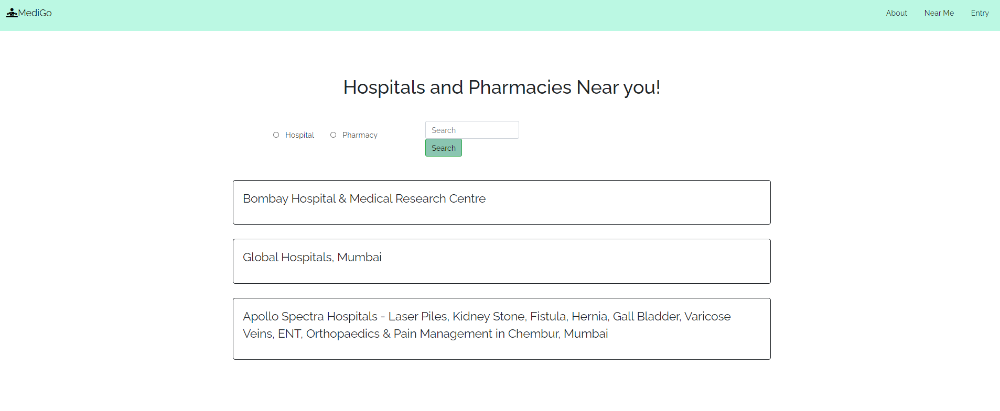 MediGo
About
Near Me
Entry
Hospitals and Pharmacies Near you!
Hospital
Pharmacy
Search
Search
Bombay Hospital & Medical Research Centre
Global Hospitals, Mumbai
Apollo Spectra Hospitals - Laser Piles, Kidney Stone, Fistula, Hernia, Gall Bladder, Varicose
Veins, ENT, Orthopaedics & Pain Management in Chembur, Mumbai